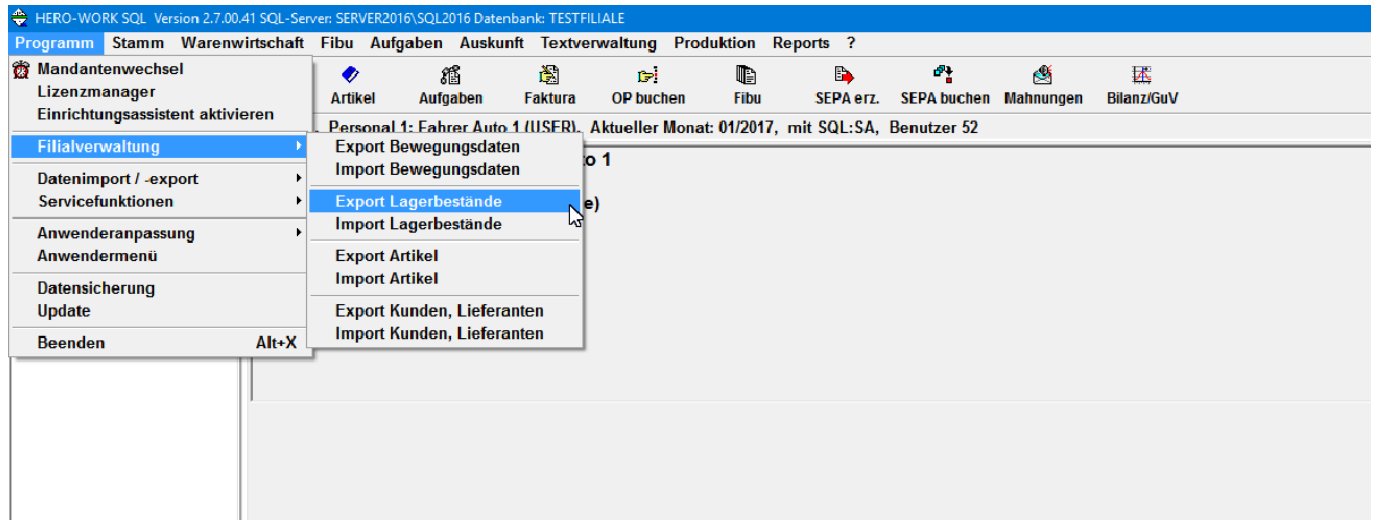 HERO-WORK SQL Version 2.7.00.41 SQL-Server: SERVER2016\SQL2016 Datenbank: TESTFILIALE
Programm Stamm Warenwirtschaft Fibu Aufgaben Auskunft Textverwaltung Produktion Reports ?
Artikel Aufgaben Faktura OP buchen Fibu SEPA erz. SEPA buchen Mahnungen Bilanz/GuV
Personal 1: Fahrer Auto 1 (USER), Aktueller Monat: 01/2017, mit SQL:SA, Benutzer 52
Mandantenwechsel
Lizenzmanager
Einrichtungsassistent aktivieren
Filialverwaltung
Datenimport / -export
Servicefunktionen
Anwenderanpassung
Anwendermenü
Datensicherung
Update
Beenden Alt+X
Export Bewegungsdaten
Import Bewegungsdaten
Export Lagerbestände
Import Lagerbestände
Export Artikel
Import Artikel
Export Kunden, Lieferanten
Import Kunden, Lieferanten
to 1
e)